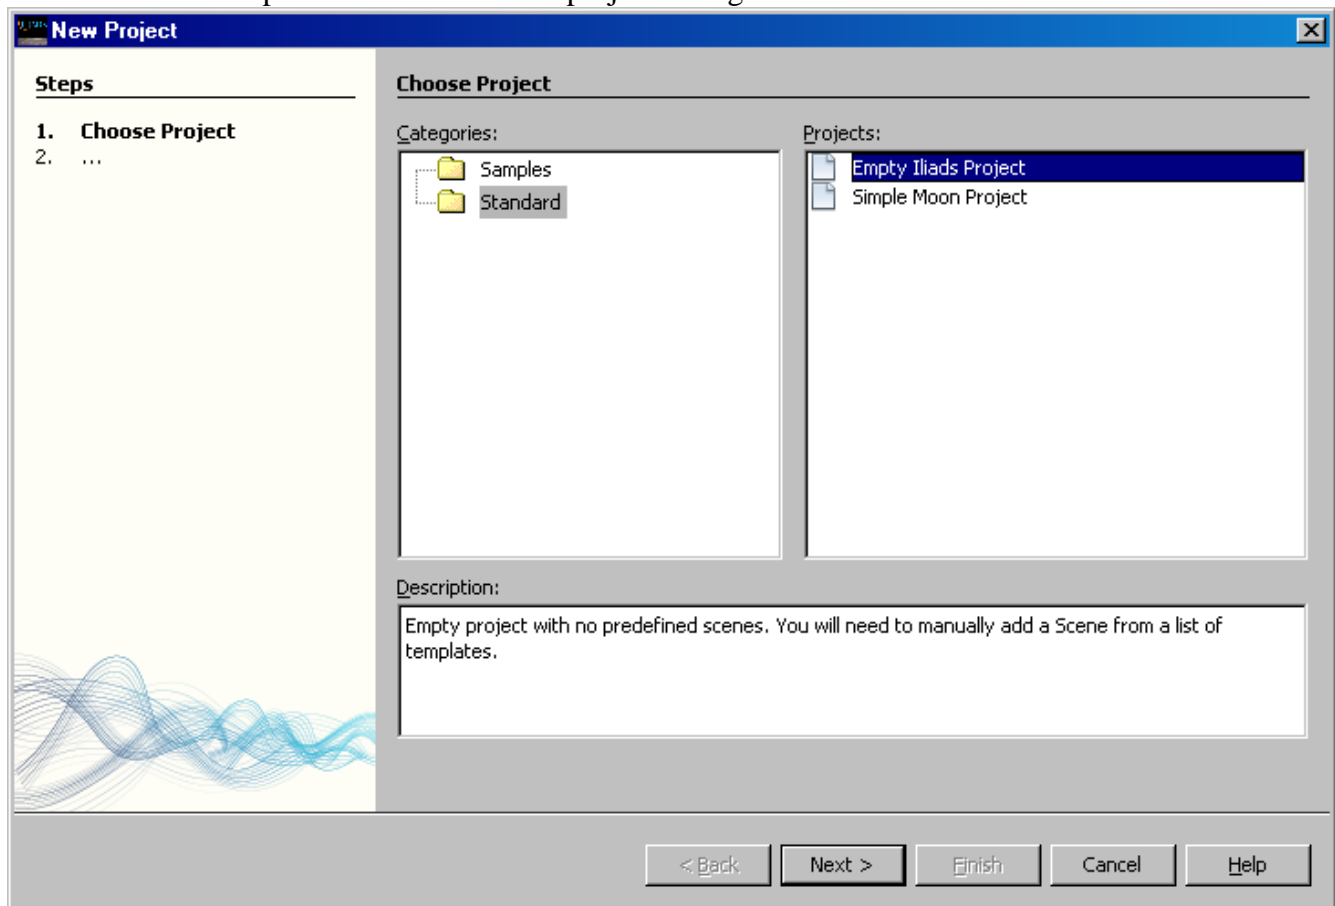 New Project
Steps
1. Choose Project
2. ...
Choose Project
Categories:
Samples
Standard
Projects:
Empty Iliads Project
Simple Moon Project
Description:
Empty project with no predefined scenes. You will need to manually add a Scene from a list of
templates.
< Back
Next >
Finish
Cancel
Help